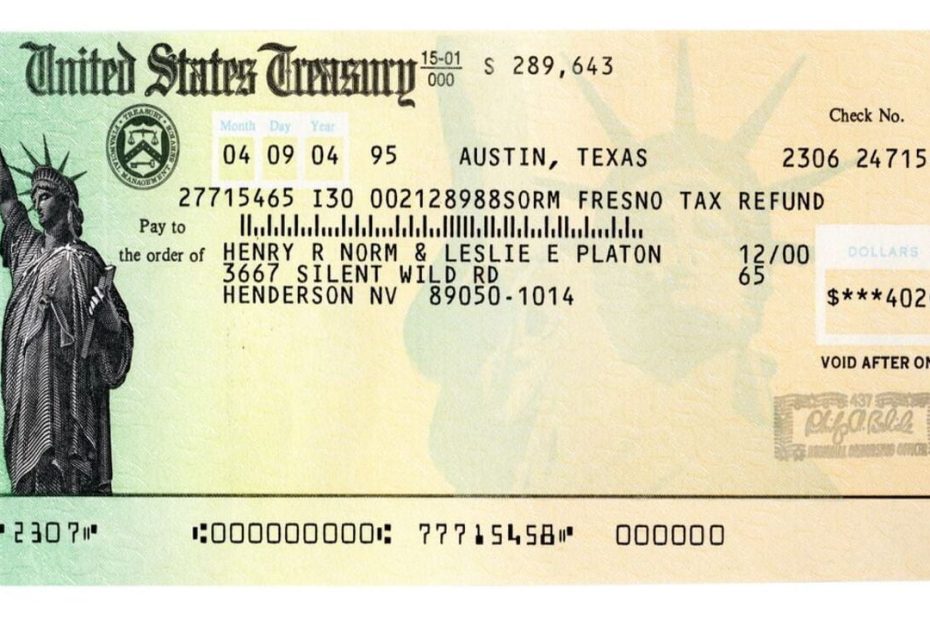 United States Treasury 15-01 000 $ 289,643
Check No.
Month Day Year
04 09 04 95 AUSTIN, TEXAS 2306 24715
27715465 I30 002128988SORM FRESNO TAX REFUND
Pay to
the order of
HENRY R NORM & LESLIE E PLATON 12/00
3667 SILENT WILD RD 65
HENDERSON NV 89050-1014
DOLLARS
$***402
VOID AFTER ON
437
2307 000000000 77715458 000000